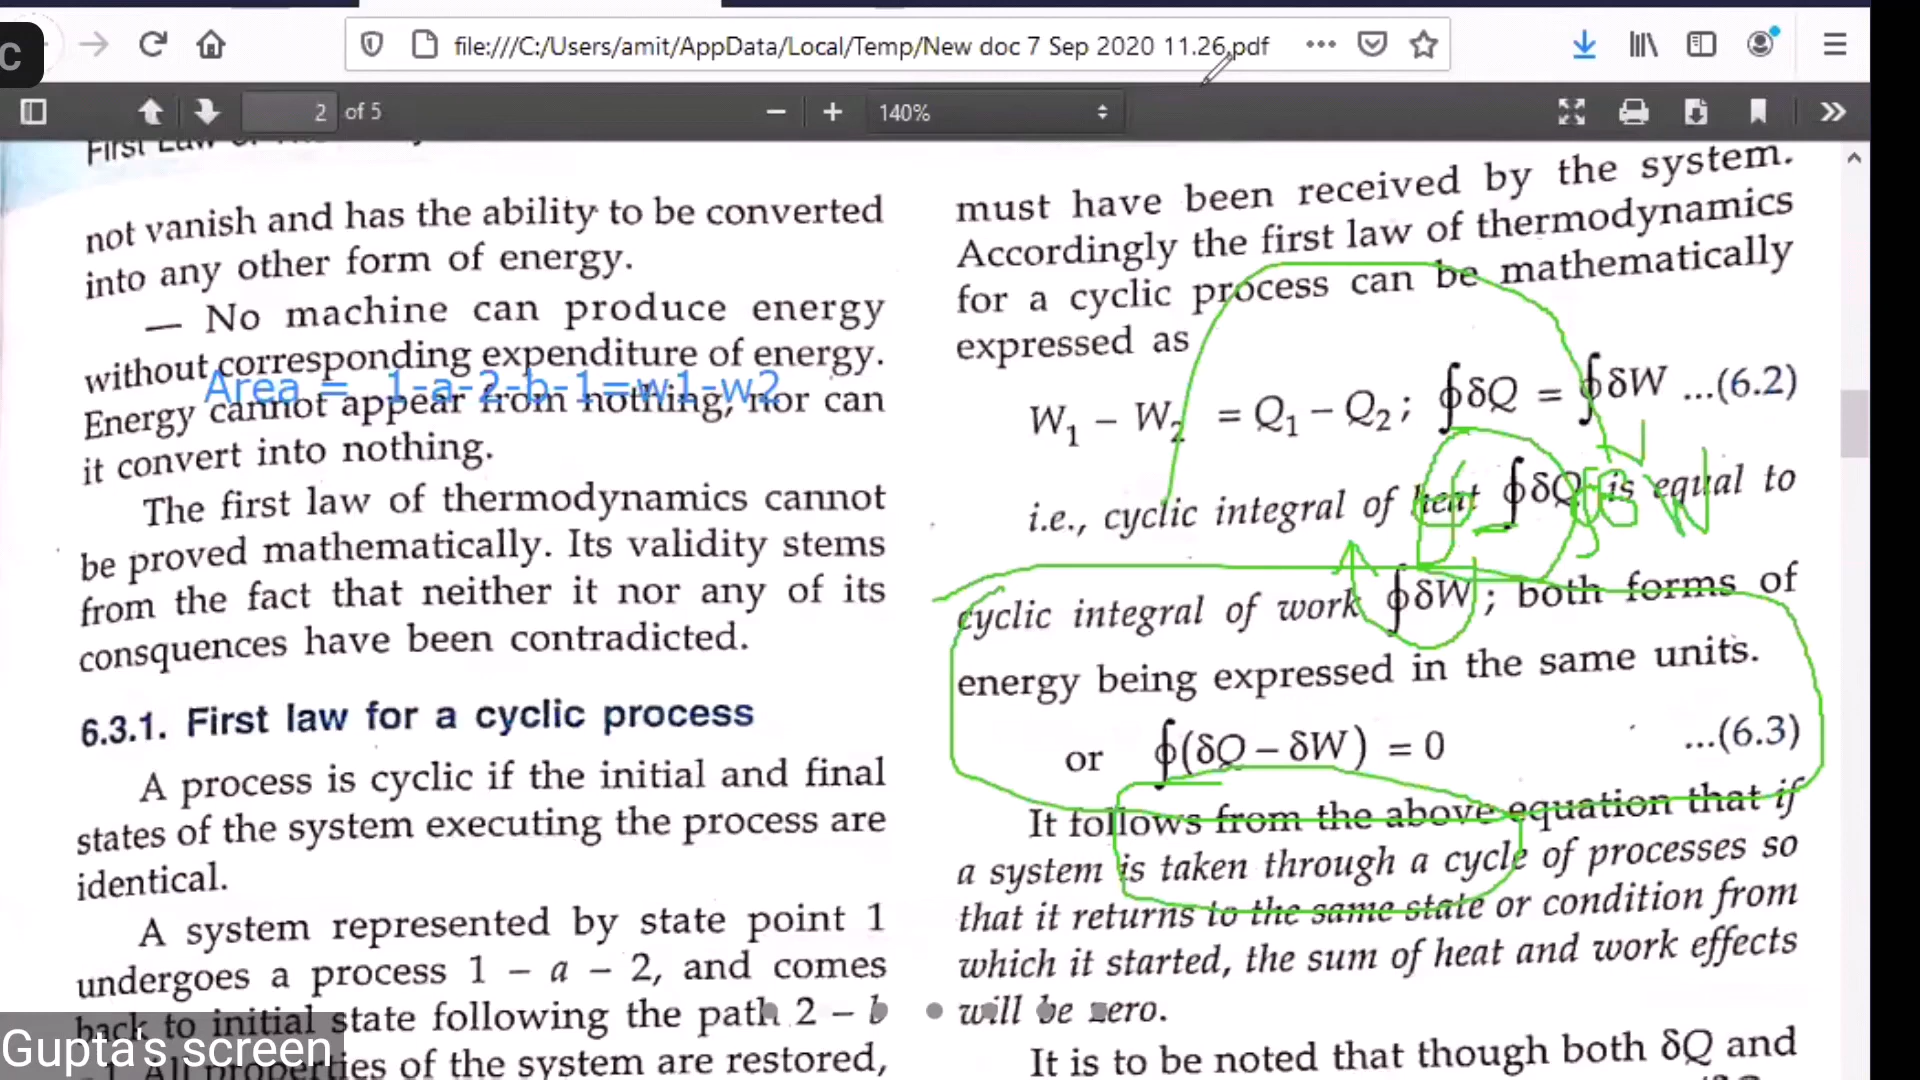 C
file:///C:/Users/amit/AppData/Local/Temp/New doc 7 Sep 2020 11.26.pdf
2 of 5
140%
First Law of
not vanish and has the ability to be converted
into any other form of energy.
— No machine can produce energy
without corresponding expenditure of energy.
Area = 1-a-2-b-1=w1-w2
Energy cannot appear from nothing, nor can
it convert into nothing.
The first law of thermodynamics cannot
be proved mathematically. Its validity stems
from the fact that neither it nor any of its
consquences have been contradicted.
6.3.1. First law for a cyclic process
A process is cyclic if the initial and final
states of the system executing the process are
identical.
A system represented by state point 1
undergoes a process 1 – a – 2, and comes
back to initial state following the path 2 – b
– 1. All properties of the system are restored,
must have been received by the system.
Accordingly the first law of thermodynamics
for a cyclic process can be mathematically
expressed as
W₁ – W₂ = Q₁ – Q₂; ∮δQ = ∮δW ...(6.2)
i.e., cyclic integral of heat ∮δQ is equal to
cyclic integral of work ∮δW; both forms of
energy being expressed in the same units.
or ∮(δQ – δW) = 0 ...(6.3)
It follows from the above equation that if
a system is taken through a cycle of processes so
that it returns to the same state or condition from
which it started, the sum of heat and work effects
will be zero.
It is to be noted that though both δQ and
Gupta's screen